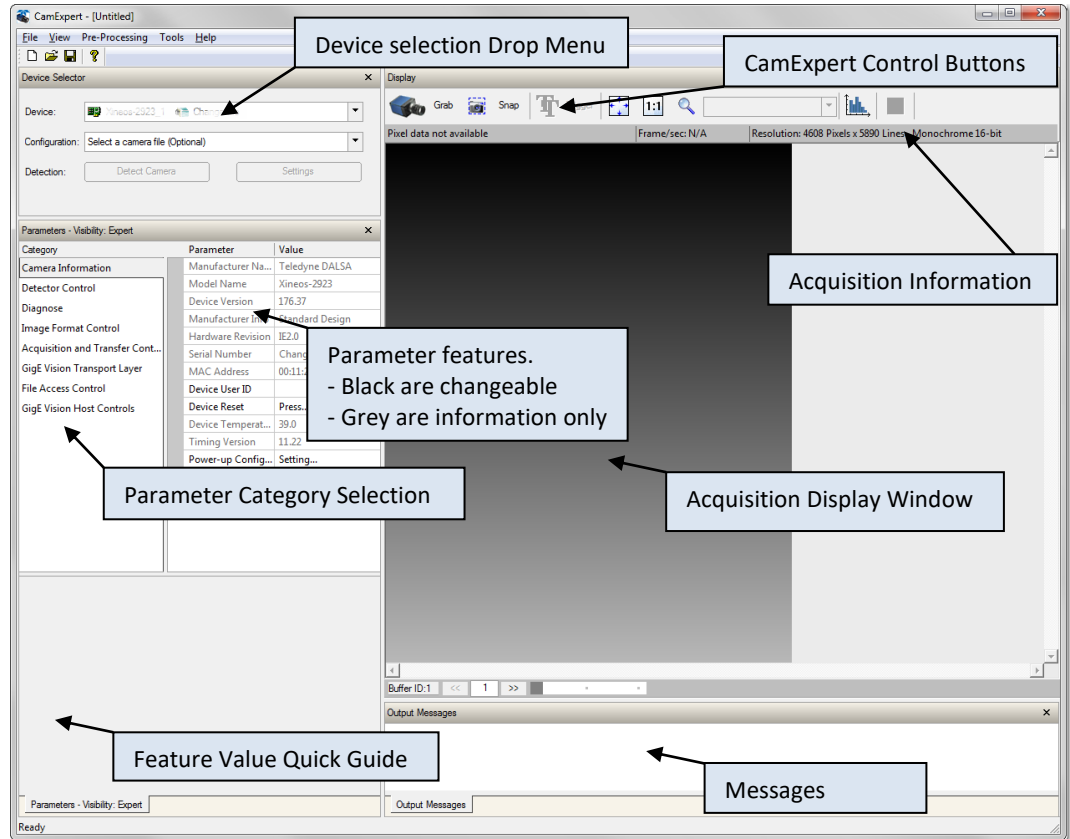 CamExpert - [Untitled]
File View Pre-Processing Tools Help
Device selection Drop Menu
CamExpert Control Buttons
Device Selector
Display
Device: Xineos-2923_1
Configuration: Select a camera file (Optional)
Detection: Detect Camera Settings
Grab Snap 1:1
Pixel data not available Frame/sec: N/A Resolution: 4608 Pixels x 5890 Lines Monochrome 16-bit
Acquisition Information
Parameters - Visibility: Expert
Category Parameter Value
Camera Information
Detector Control
Diagnose
Image Format Control
Acquisition and Transfer Cont...
GigE Vision Transport Layer
File Access Control
GigE Vision Host Controls
Manufacturer Na... Teledyne DALSA
Model Name Xineos-2923
Device Version 176.37
Manufacturer Standard Design
Hardware Revision IE2.0
Serial Number
MAC Address
Device User ID
Device Reset Press...
Device Temperat... 39.0
Timing Version 11.22
Power-up Config... Setting...
Parameter features.
- Black are changeable
- Grey are information only
Parameter Category Selection
Acquisition Display Window
Buffer ID:1 << 1 >>
Output Messages
Feature Value Quick Guide
Messages
Parameters - Visibility: Expert
Output Messages
Ready